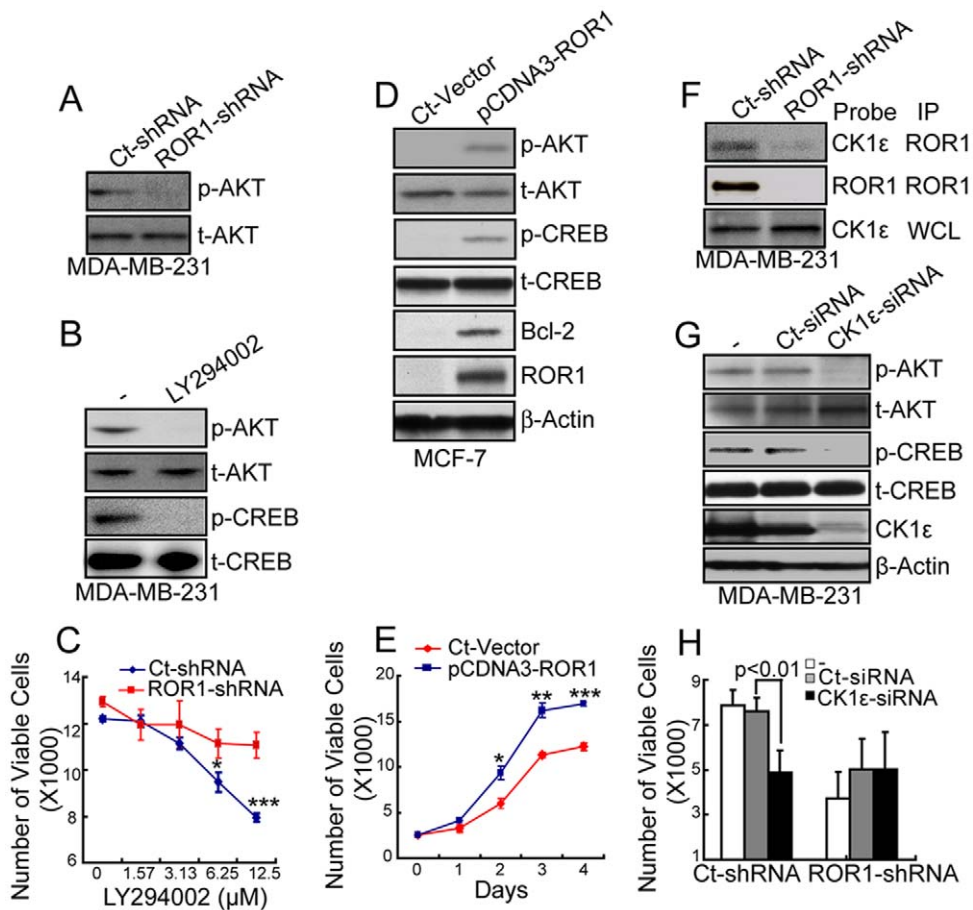 A
Ct-shRNA
ROR1-shRNA
p-AKT
t-AKT
MDA-MB-231
B
-
LY294002
p-AKT
t-AKT
p-CREB
t-CREB
MDA-MB-231
C
Ct-shRNA
ROR1-shRNA
Number of Viable Cells
(X1000)
14
12
10
8
6
*
***
0 1.57 3.13 6.25 12.5
LY294002 (μM)
D
Ct-Vector
pCDNA3-ROR1
p-AKT
t-AKT
p-CREB
t-CREB
Bcl-2
ROR1
β-Actin
MCF-7
E
Ct-Vector
pCDNA3-ROR1
Number of Viable Cells
(X1000)
20
15
10
5
0
*
**
***
0 1 2 3 4
Days
F
Ct-shRNA
ROR1-shRNA
Probe IP
CK1ε ROR1
ROR1 ROR1
CK1ε WCL
MDA-MB-231
G
-
Ct-siRNA
CK1ε-siRNA
p-AKT
t-AKT
p-CREB
t-CREB
CK1ε
β-Actin
MDA-MB-231
H
-
Ct-siRNA
CK1ε-siRNA
p<0.01
Number of Viable Cells
(X1000)
9
7
5
3
1
Ct-shRNA ROR1-shRNA